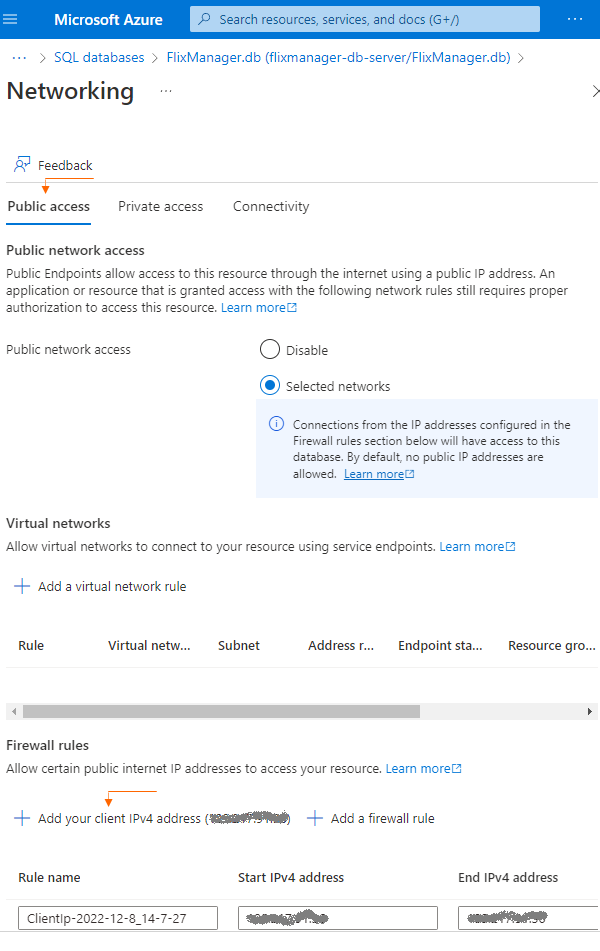 Microsoft Azure
Search resources, services, and docs (G+/)
···
··· > SQL databases > FlixManager.db (flixmanager-db-server/FlixManager.db) >
Networking ···
Feedback
Public access Private access Connectivity
Public network access
Public Endpoints allow access to this resource through the internet using a public IP address. An
application or resource that is granted access with the following network rules still requires proper
authorization to access this resource. Learn more
Public network access
Disable
Selected networks
Connections from the IP addresses configured in the
Firewall rules section below will have access to this
database. By default, no public IP addresses are
allowed. Learn more
Virtual networks
Allow virtual networks to connect to your resource using service endpoints. Learn more
+ Add a virtual network rule
Rule Virtual netw... Subnet Address r... Endpoint sta... Resource gro...
Firewall rules
Allow certain public internet IP addresses to access your resource. Learn more
+ Add your client IPv4 address ( ) + Add a firewall rule
Rule name Start IPv4 address End IPv4 address
ClientIp-2022-12-8_14-7-27